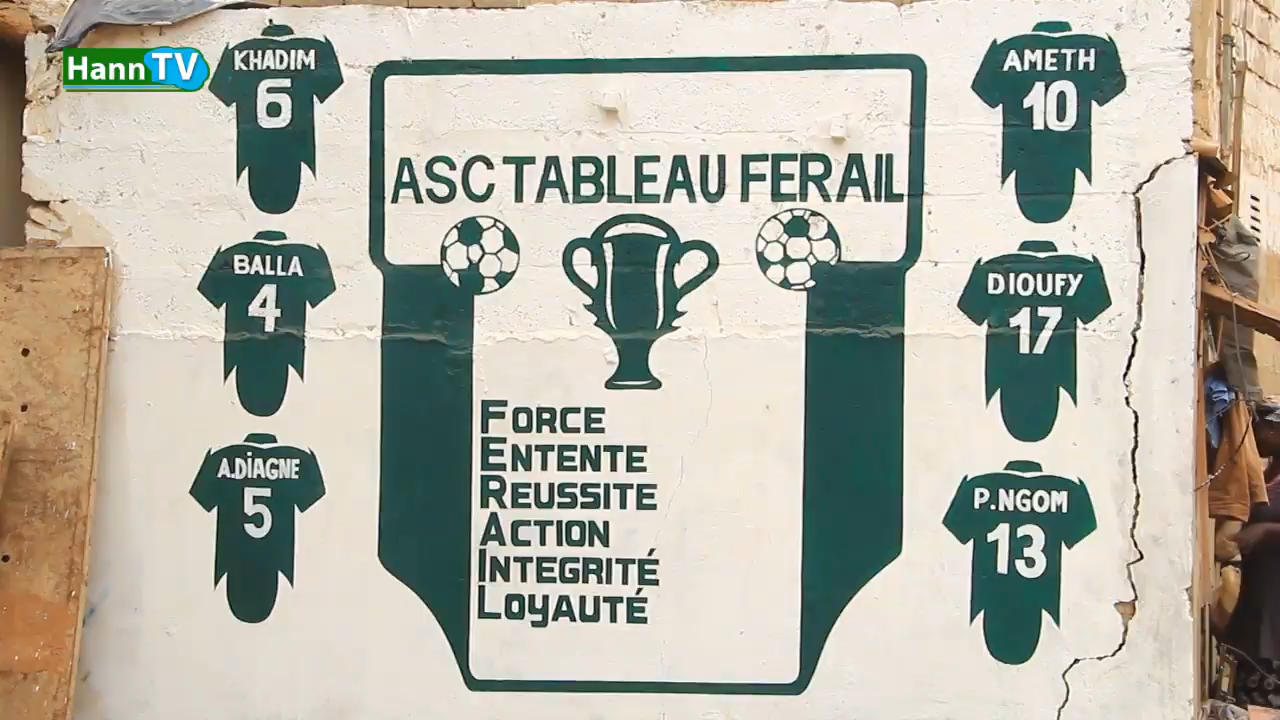 HannTV
KHADIM
6
BALLA
4
A.DIAGNE
5
ASC TABLEAU FERAIL
FORCE
ENTENTE
REUSSITE
ACTION
INTEGRITÉ
LOYAUTÉ
AMETH
10
DIOUFY
17
P.NGOM
13